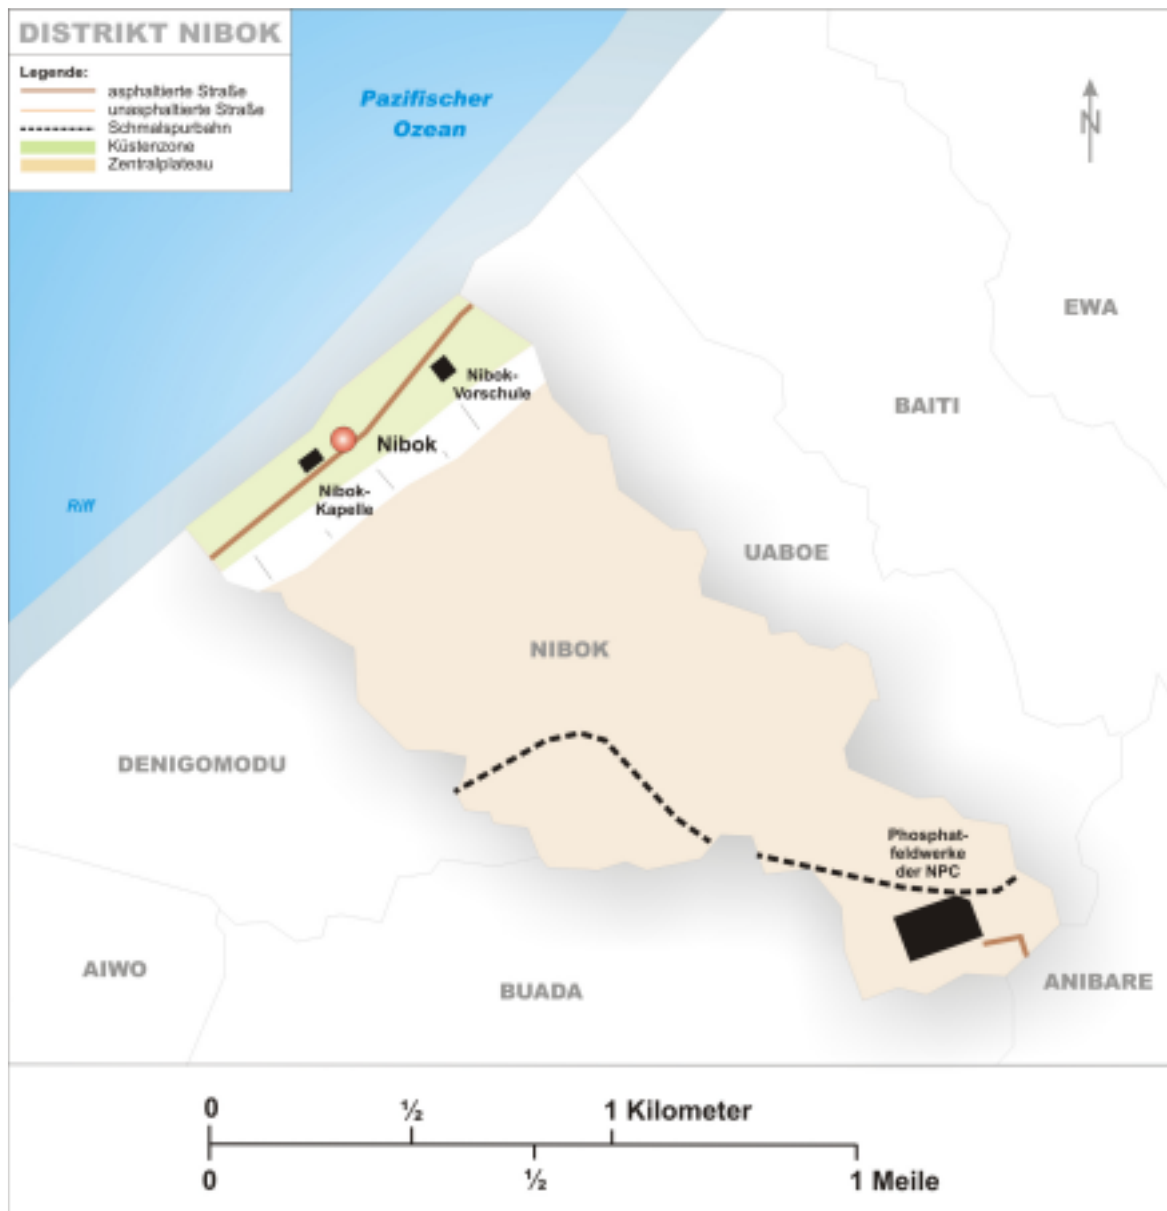 DISTRIKT NIBOK
Legende:
asphaltierte Straße
unasphaltierte Straße
Schmalspurbahn
Küstenzone
Zentralplateau
Pazifischer
Ozean
N
EWA
BAITI
Nibok-
Vorschule
Nibok
Nibok-
Kapelle
Riff
UABOE
NIBOK
DENIGOMODU
Phosphat-
feldwerke
der NPC
AIWO
BUADA
ANIBARE
0 ½ 1 Kilometer
0 ½ 1 Meile